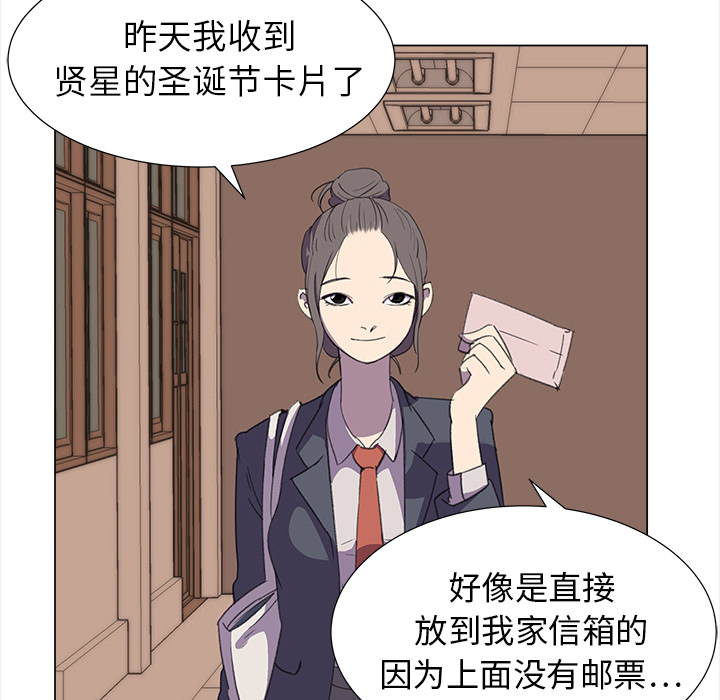 昨天我收到
贤星的圣诞节卡片了
好像是直接
放到我家信箱的
因为上面没有邮票...